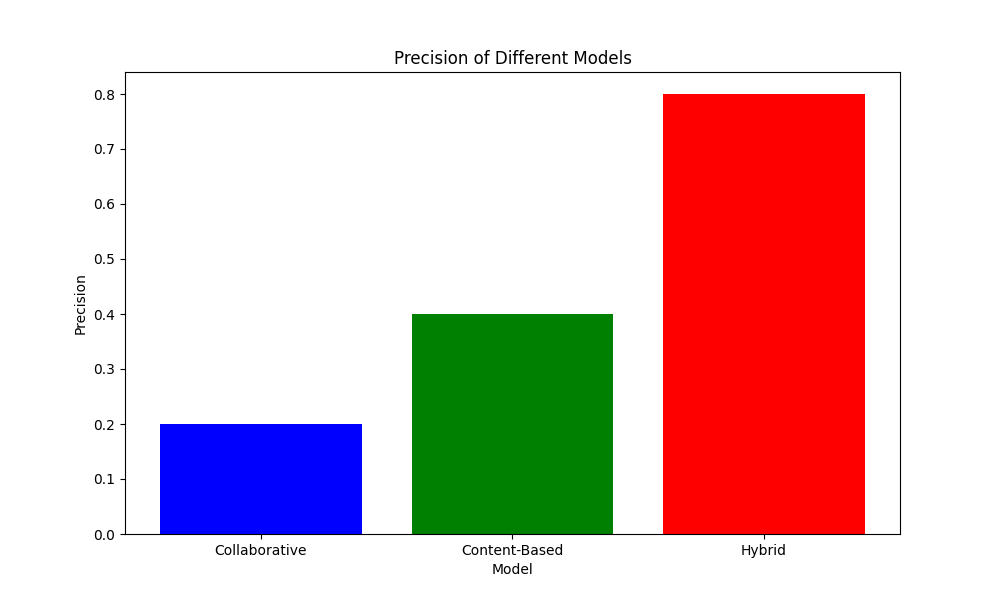 Precision of Different Models
Precision
0.8
0.7
0.6
0.5
0.4
0.3
0.2
0.1
0.0
Collaborative Content-Based Hybrid
Model